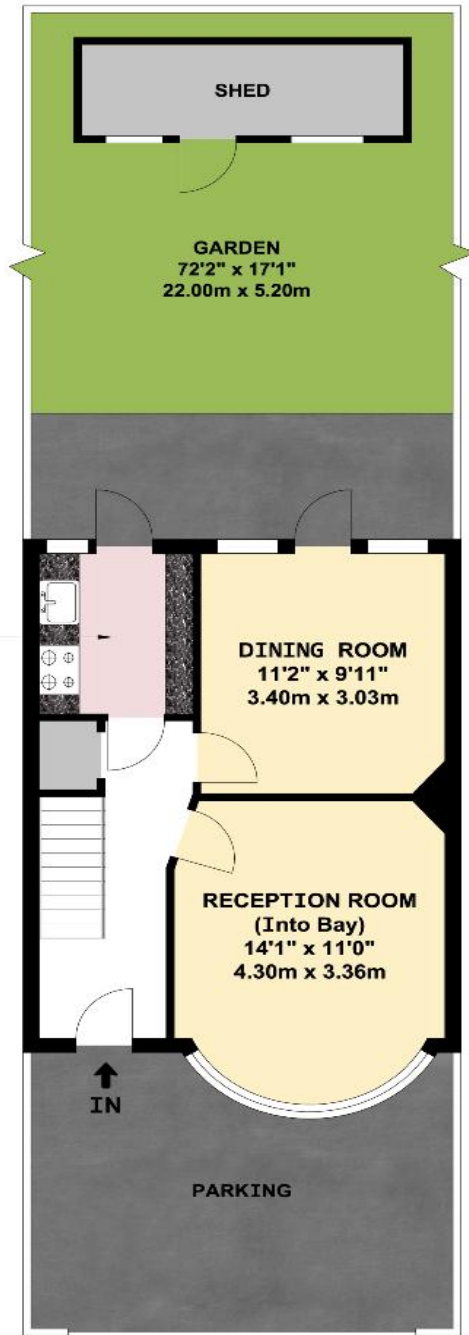 SHED
GARDEN
72'2" x 17'1"
22.00m x 5.20m
DINING ROOM
11'2" x 9'11"
3.40m x 3.03m
RECEPTION ROOM
(Into Bay)
14'1" x 11'0"
4.30m x 3.36m
IN
PARKING